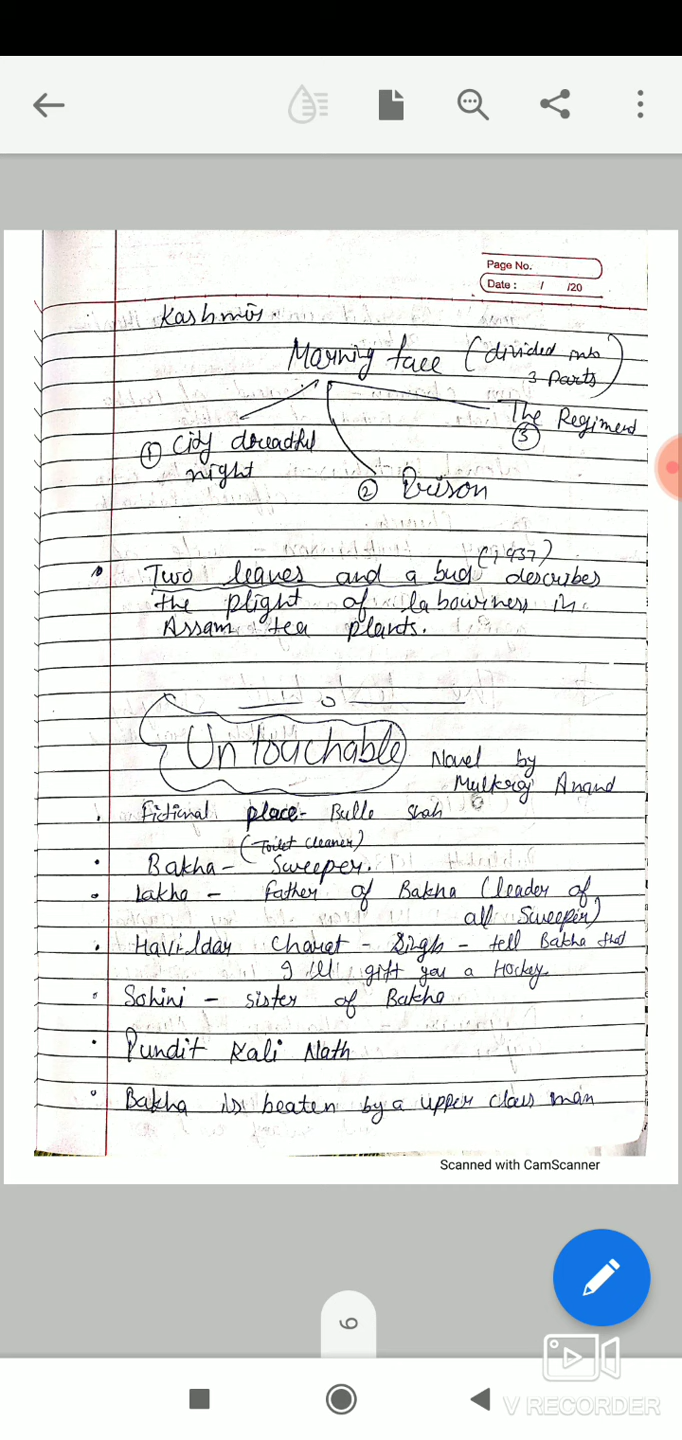 Page No.
Date : / /20
Kashmir.
Morning face (divided into
3 Parts)
① City dreadful
night
The Regiment
③
② Prison
(1937)
Two leaves and a bud describes
the plight of labourness in
Assam tea plants.
Untouchable Novel by
Mulkraj Anand
Fictional place - Bulla Shah
(Toilet Cleaner)
Bakha - Sweeper.
Lakha - Father of Bakha (leader of
all Sweeper)
Havildar Charat - Singh - tell Bakha that
I'll gift you a Hockey
Sohini - sister of Bakha
Pundit Kali Nath
Bakha is beaten by a upper class man
Scanned with CamScanner
6
V RECORDER